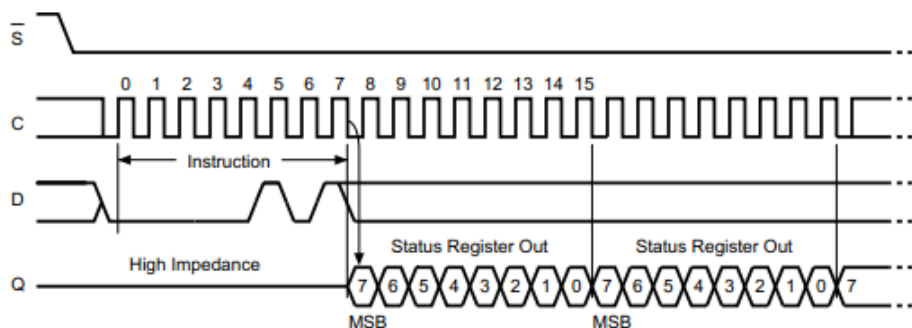 S
0 1 2 3 4 5 6 7 8 9 10 11 12 13 14 15
C
Instruction
D
Status Register Out Status Register Out
High Impedance
Q 7 6 5 4 3 2 1 0 7 6 5 4 3 2 1 0 7
MSB MSB